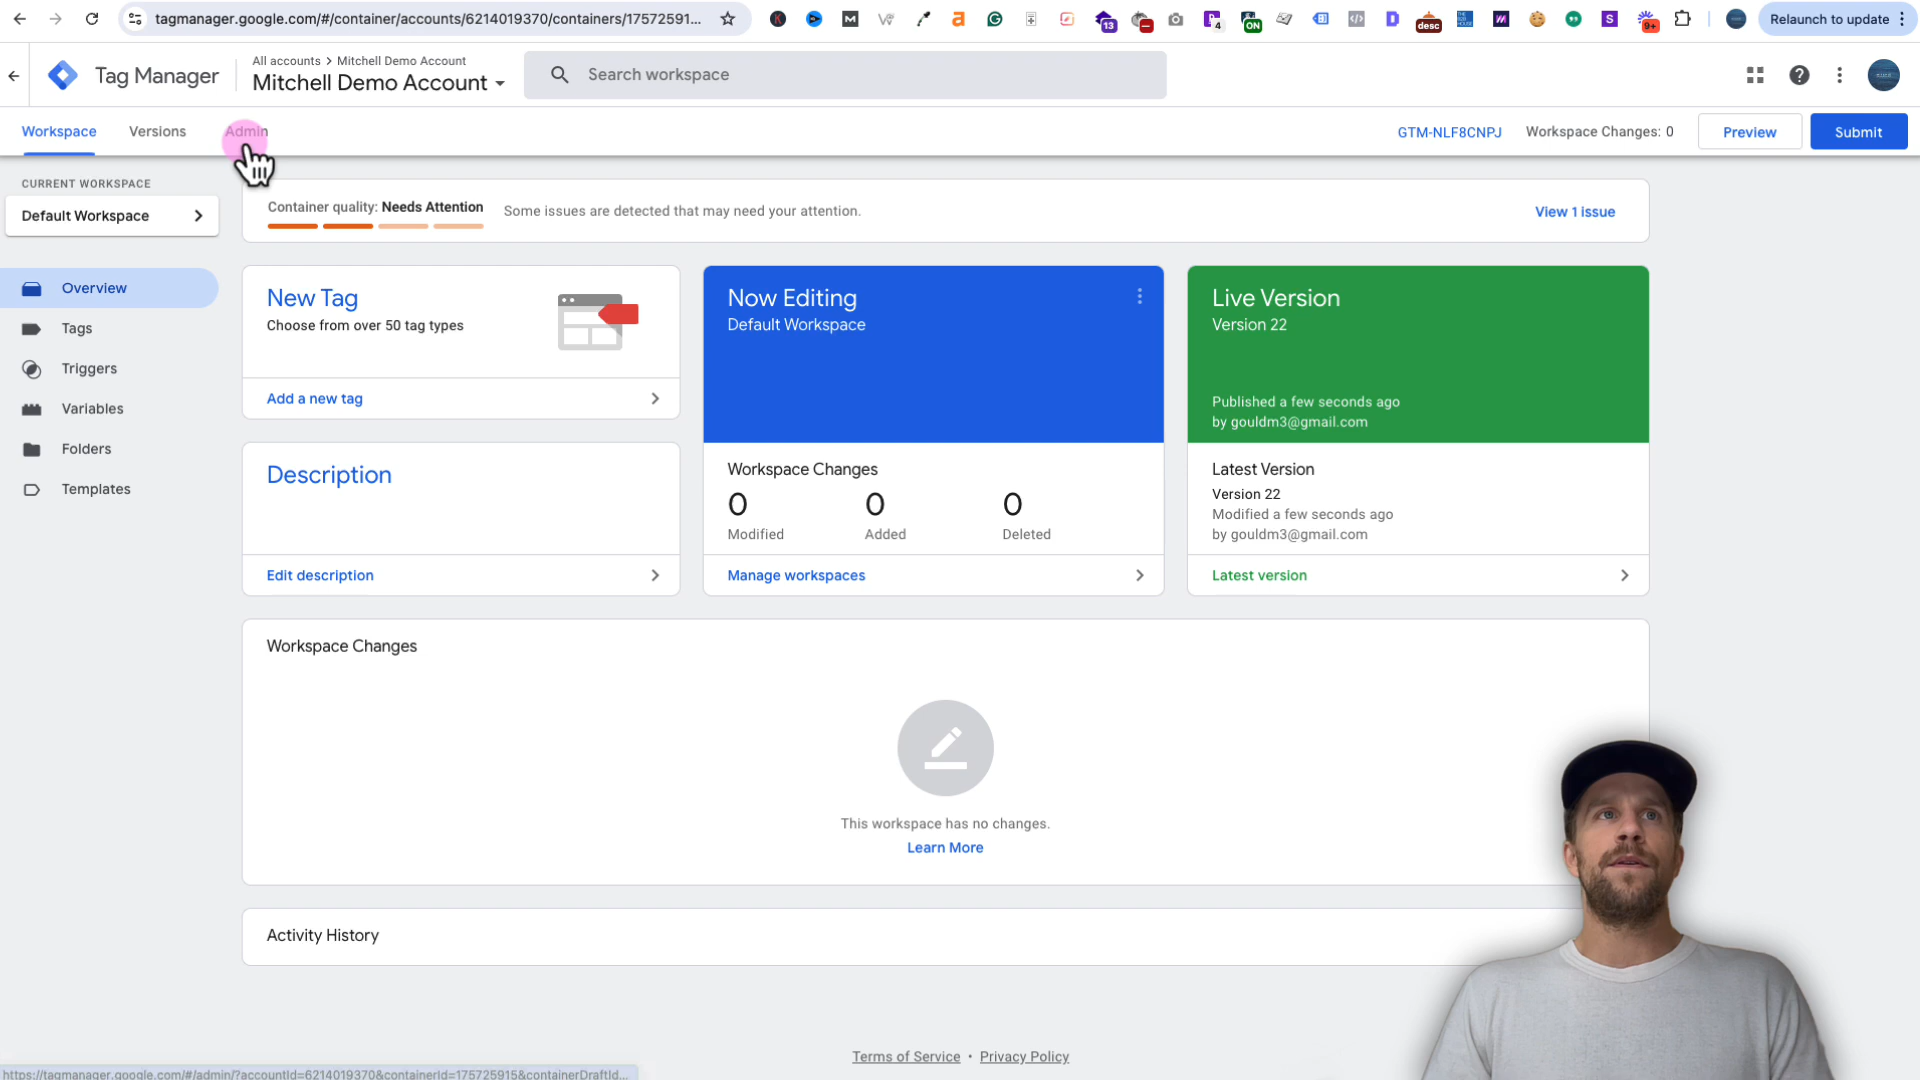 tagmanager.google.com/#/container/accounts/6214019370/containers/17572591...
13
4
ON
desc
9+
Relaunch to update
Tag Manager
All accounts > Mitchell Demo Account
Mitchell Demo Account
Search workspace
Workspace
Versions
Admin
GTM-NLF8CNPJ
Workspace Changes: 0
Preview
Submit
CURRENT WORKSPACE
Default Workspace
Container quality: Needs Attention
Some issues are detected that may need your attention.
View 1 issue
Overview
Tags
Triggers
Variables
Folders
Templates
New Tag
Choose from over 50 tag types
Add a new tag
Description
Edit description
Now Editing
Default Workspace
Workspace Changes
0 0 0
Modified Added Deleted
Manage workspaces
Live Version
Version 22
Published a few seconds ago
by gouldm3@gmail.com
Latest Version
Version 22
Modified a few seconds ago
by gouldm3@gmail.com
Latest version
Workspace Changes
This workspace has no changes.
Learn More
Activity History
Terms of Service • Privacy Policy
https://tagmanager.google.com/#/admin/?accountId=6214019370&containerId=175725915&containerDraftId...